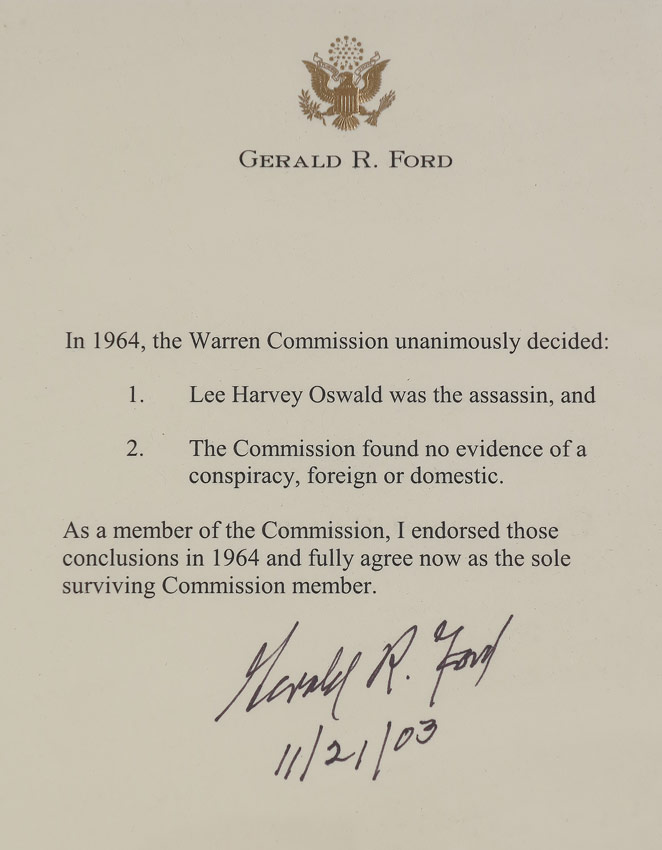 GERALD R. FORD
In 1964, the Warren Commission unanimously decided:
1. Lee Harvey Oswald was the assassin, and
2. The Commission found no evidence of a
conspiracy, foreign or domestic.
As a member of the Commission, I endorsed those
conclusions in 1964 and fully agree now as the sole
surviving Commission member.
Gerald R. Ford
11/21/03